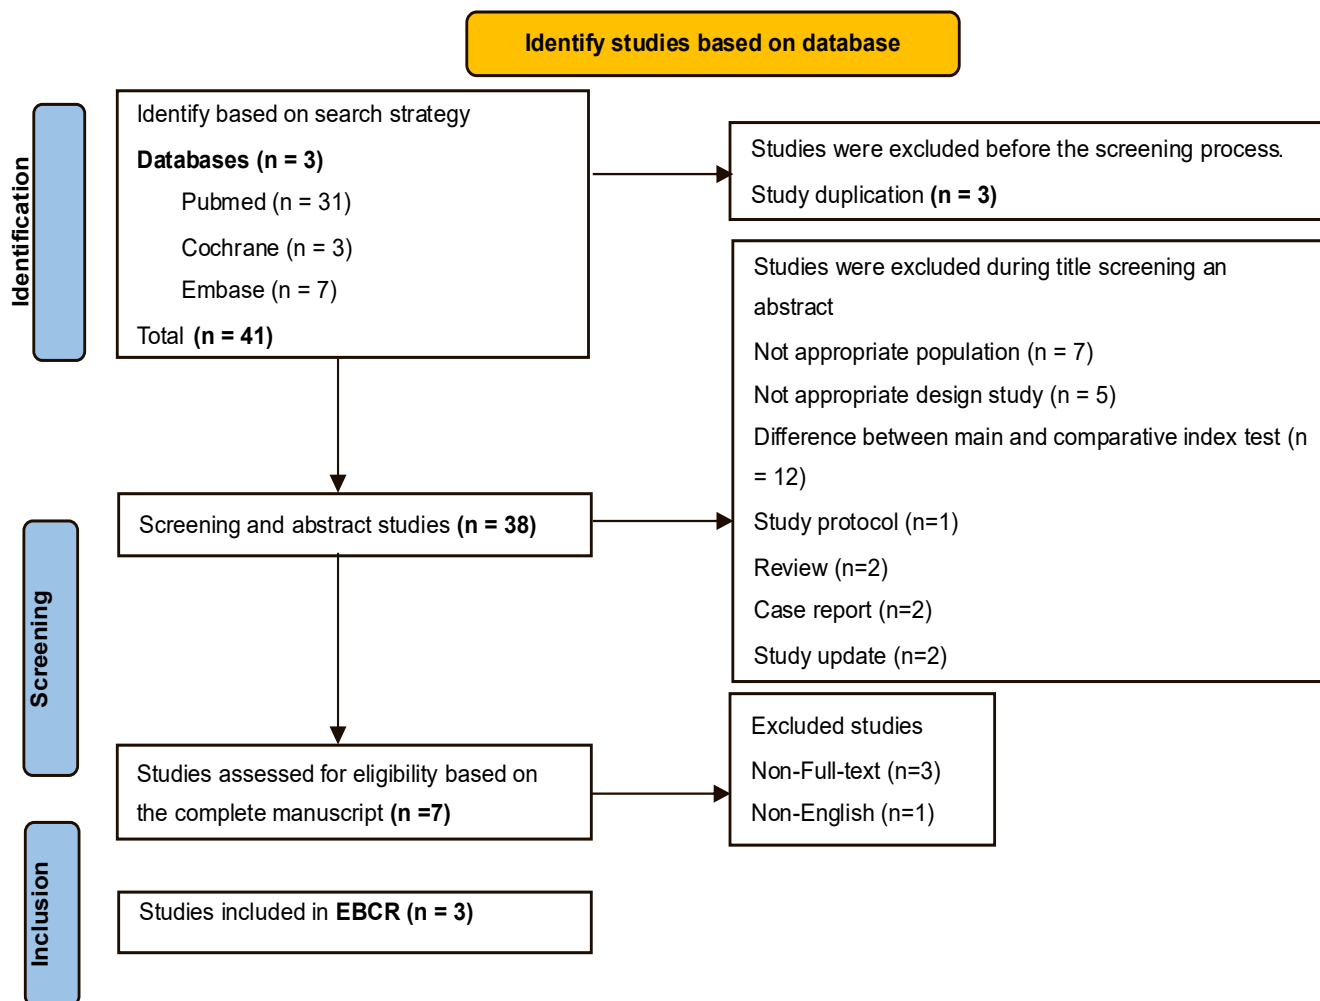 Identify studies based on database
Identification
Identify based on search strategy
Databases (n = 3)
Pubmed (n = 31)
Cochrane (n = 3)
Embase (n = 7)
Total (n = 41)
Studies were excluded before the screening process.
Study duplication (n = 3)
Studies were excluded during title screening an
abstract
Not appropriate population (n = 7)
Not appropriate design study (n = 5)
Difference between main and comparative index test (n
= 12)
Study protocol (n=1)
Review (n=2)
Case report (n=2)
Study update (n=2)
Screening
Screening and abstract studies (n = 38)
Studies assessed for eligibility based on
the complete manuscript (n =7)
Excluded studies
Non-Full-text (n=3)
Non-English (n=1)
Inclusion
Studies included in EBCR (n = 3)